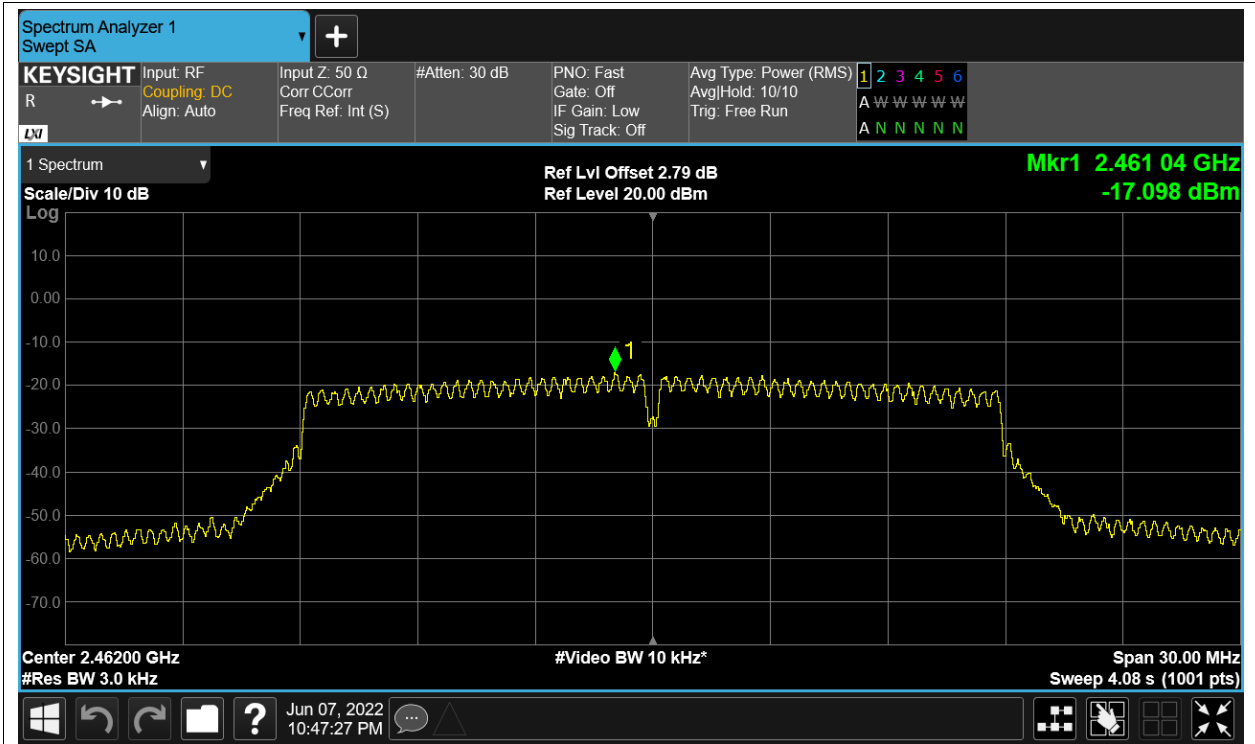 Spectrum Analyzer 1
Swept SA
KEYSIGHT
R
LXI
Input: RF
Coupling: DC
Align: Auto
Input Z: 50 Ω
Corr CCorr
Freq Ref: Int (S)
#Atten: 30 dB
PNO: Fast
Gate: Off
IF Gain: Low
Sig Track: Off
Avg Type: Power (RMS)
Avg|Hold: 10/10
Trig: Free Run
1 2 3 4 5 6
A W W W W W
A N N N N N
1 Spectrum
Scale/Div 10 dB
Ref Lvl Offset 2.79 dB
Ref Level 20.00 dBm
Mkr1 2.461 04 GHz
-17.098 dBm
Log
10.0
0.00
-10.0
-20.0
-30.0
-40.0
-50.0
-60.0
-70.0
1
Center 2.46200 GHz
#Video BW 10 kHz*
Span 30.00 MHz
#Res BW 3.0 kHz
Sweep 4.08 s (1001 pts)
?
Jun 07, 2022
10:47:27 PM